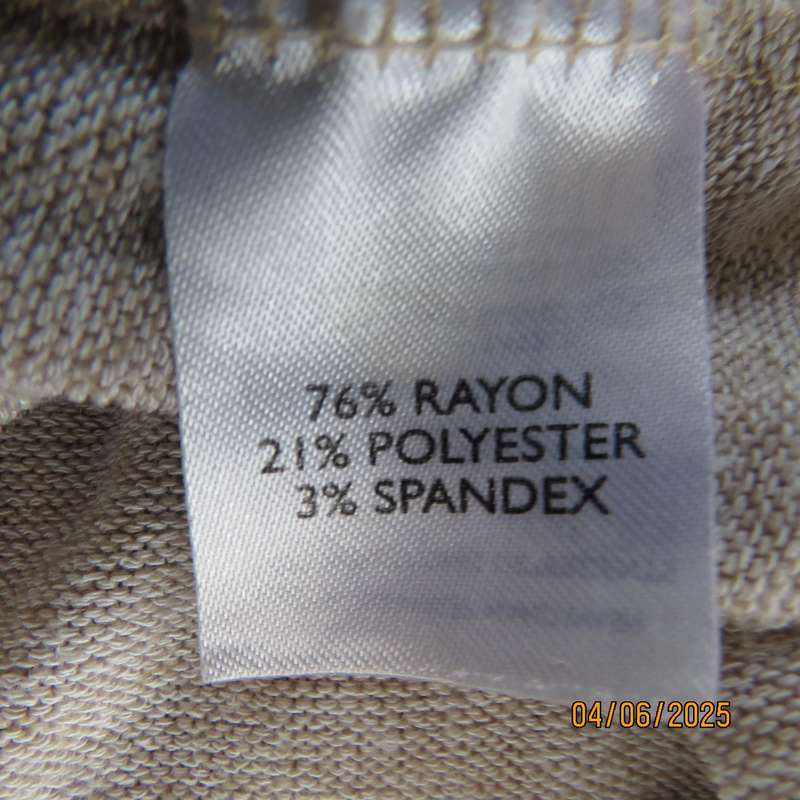 76% RAYON
21% POLYESTER
3% SPANDEX
04/06/2025